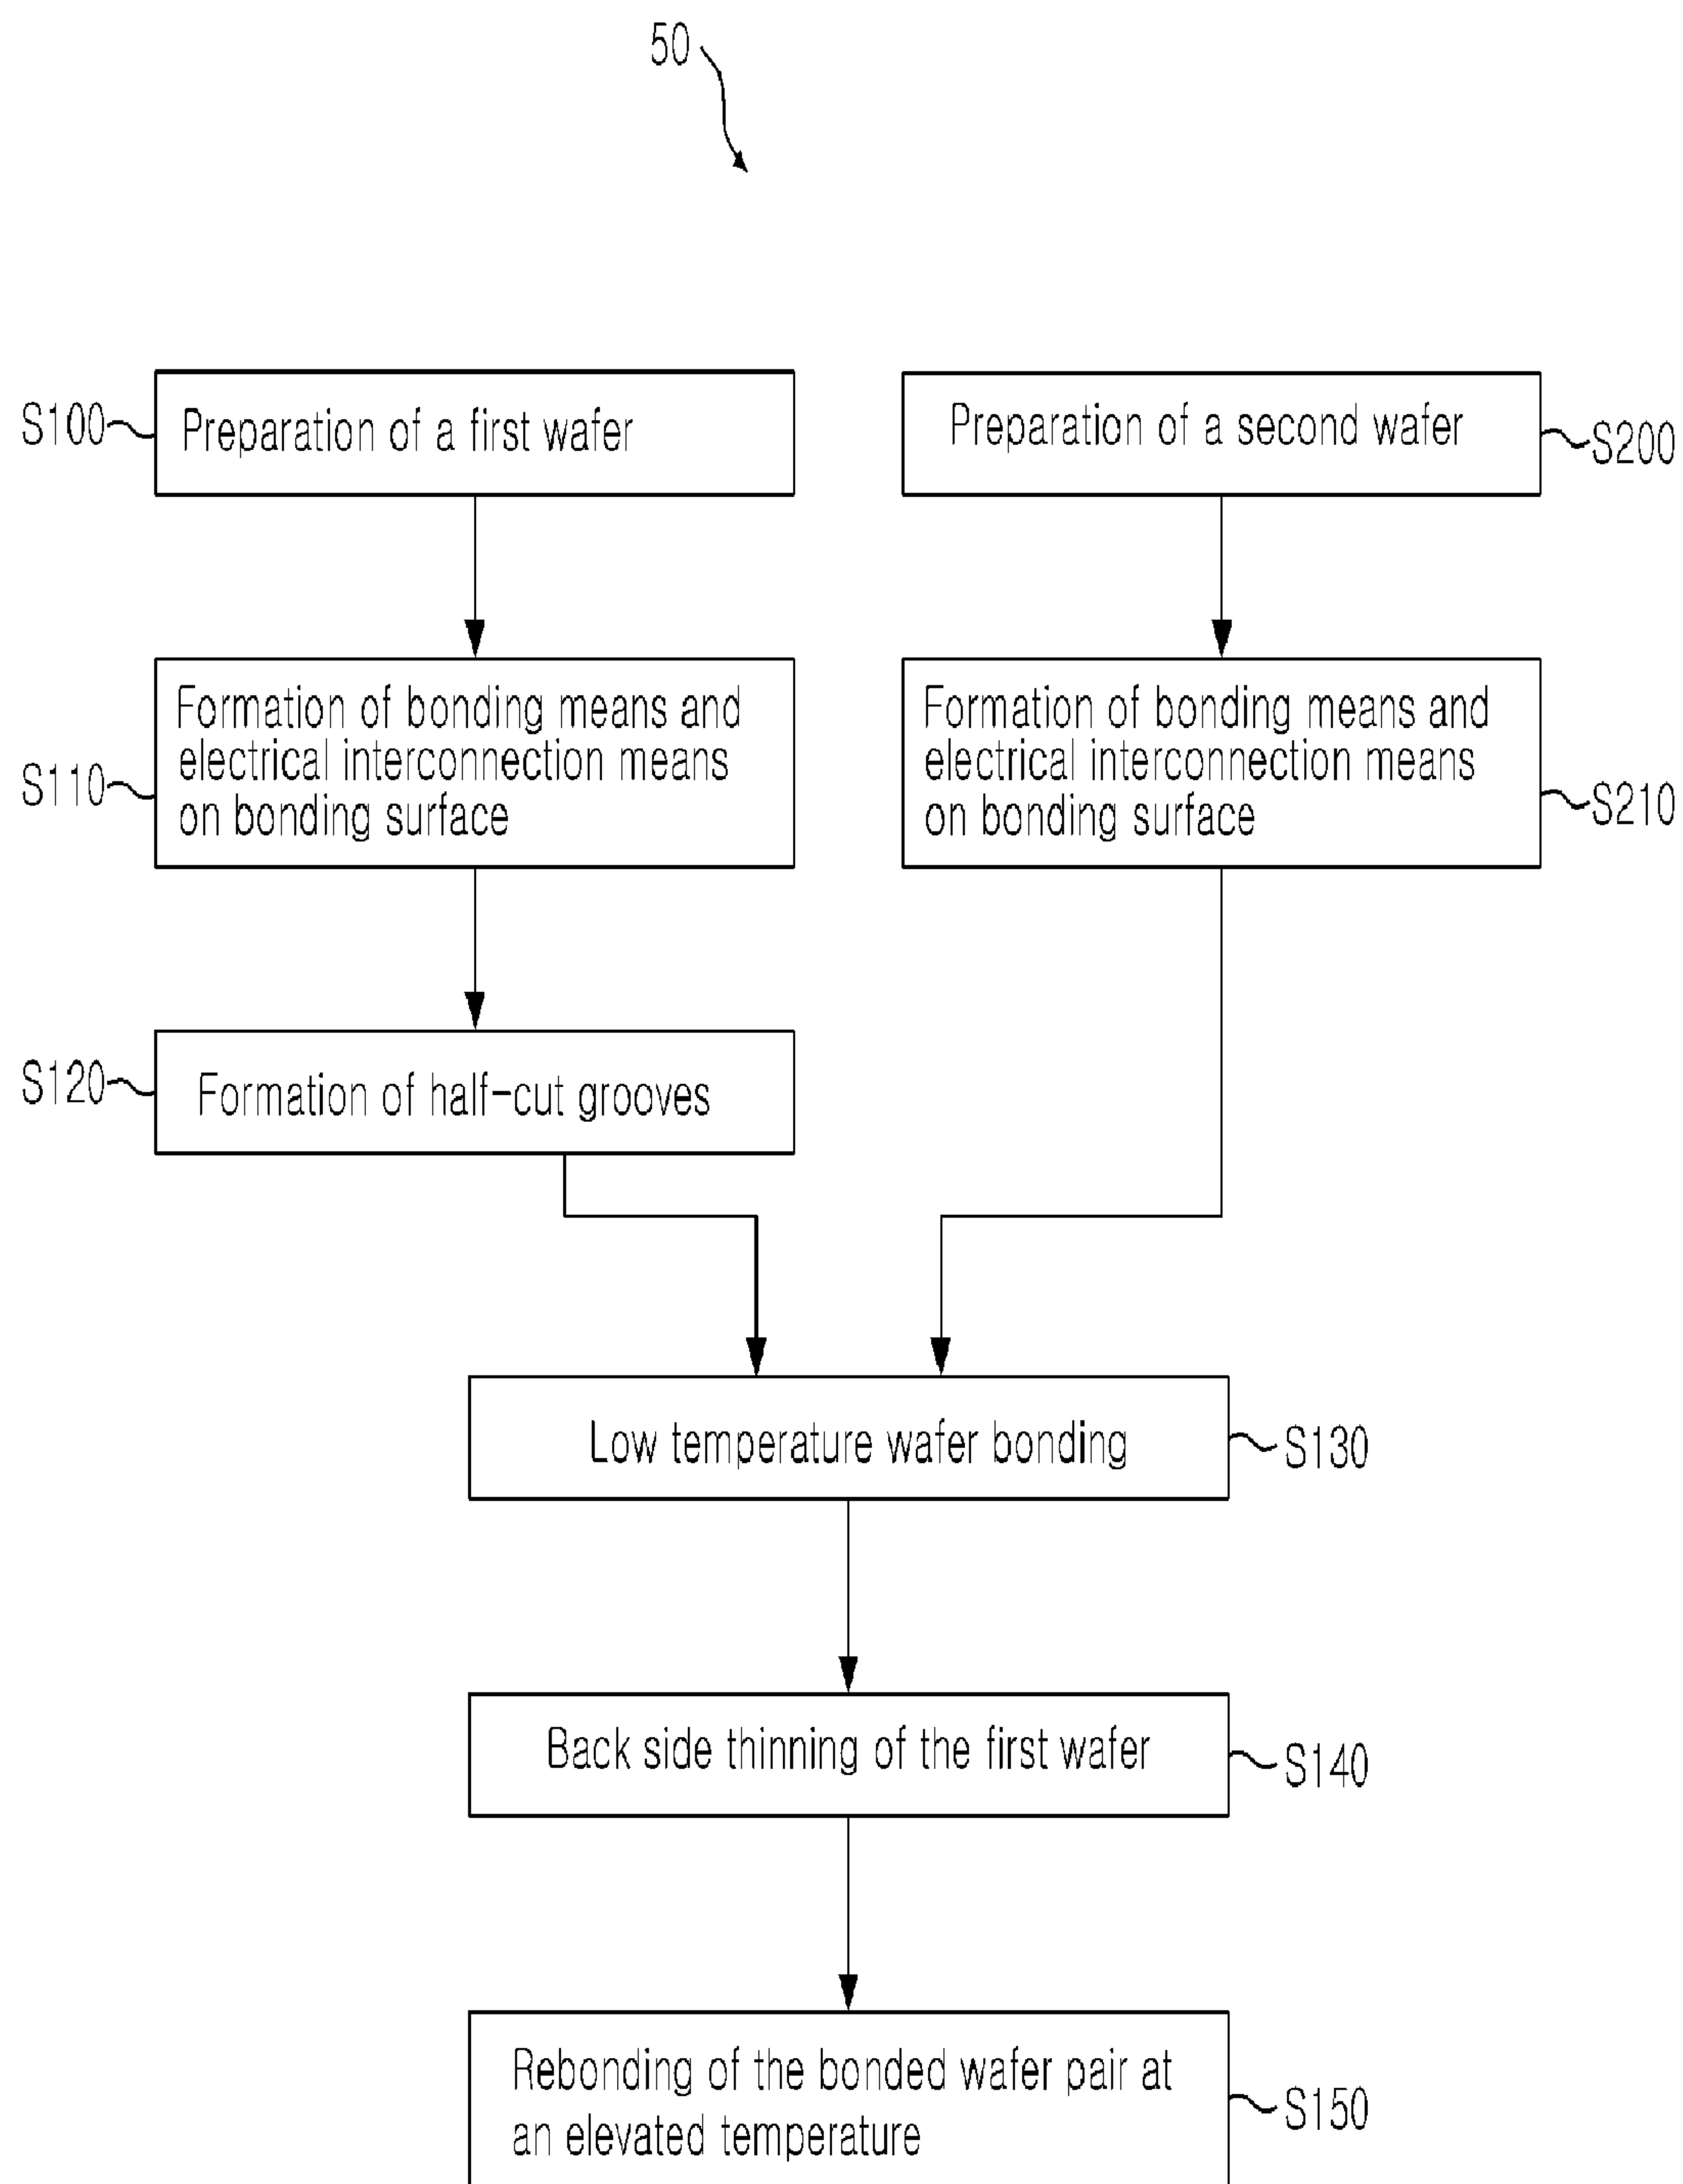 50
S100
Preparation of a first wafer
Preparation of a second wafer
S200
S110
Formation of bonding means and
electrical interconnection means
on bonding surface
Formation of bonding means and
electrical interconnection means
on bonding surface
S210
S120
Formation of half-cut grooves
Low temperature wafer bonding
S130
Back side thinning of the first wafer
S140
Rebonding of the bonded wafer pair at
an elevated temperature
S150